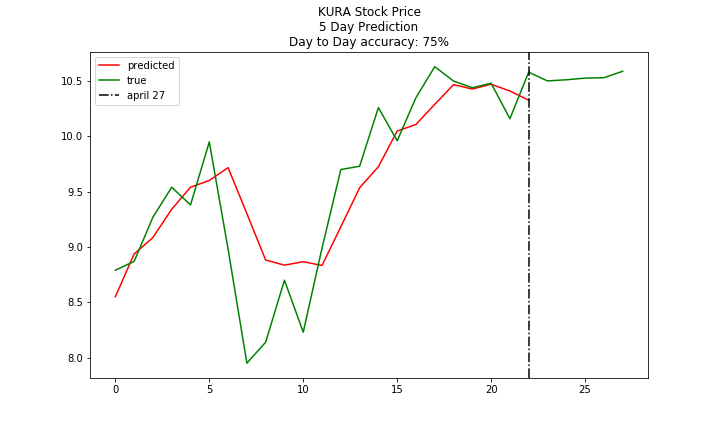 KURA Stock Price
5 Day Prediction
Day to Day accuracy: 75%
predicted
true
april 27
10.5
10.0
9.5
9.0
8.5
8.0
0 5 10 15 20 25